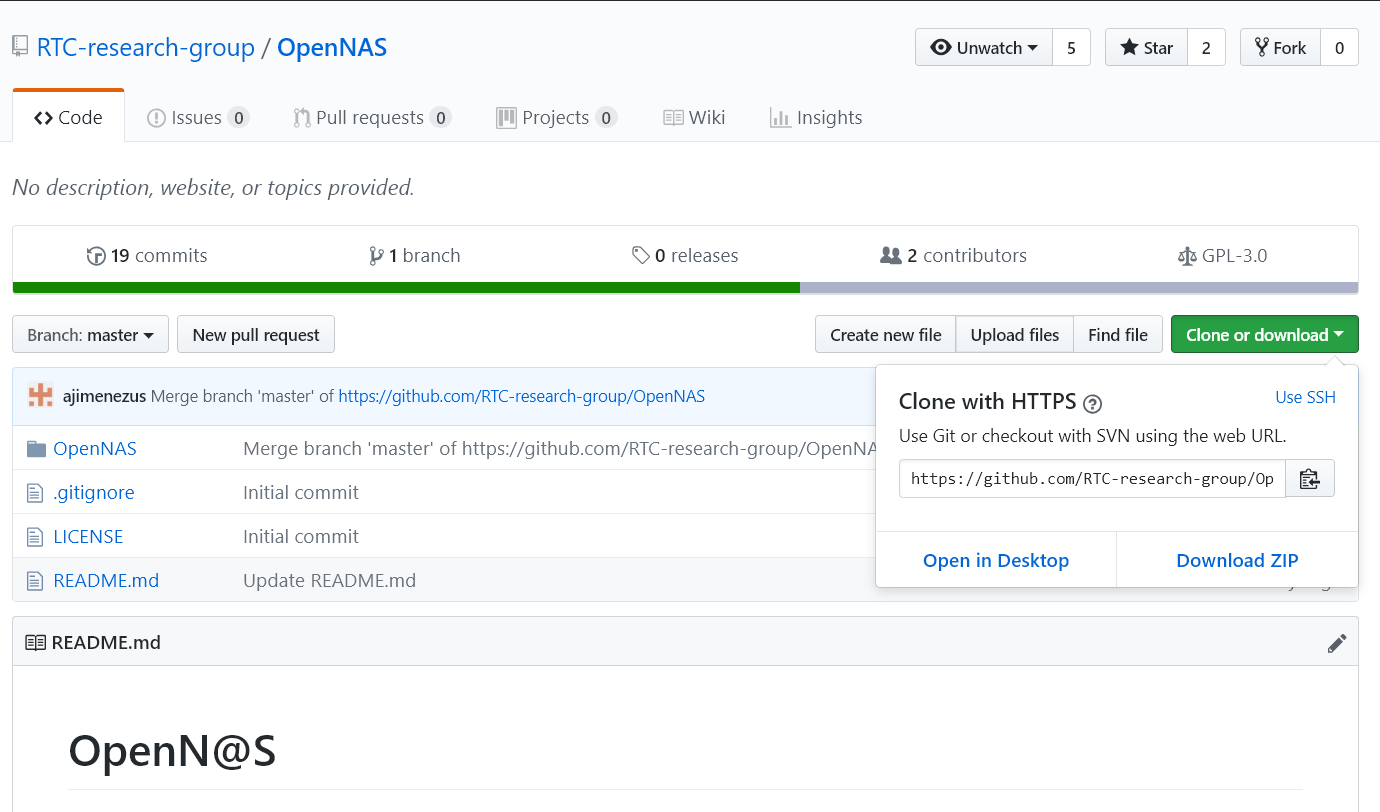 RTC-research-group / OpenNAS
Unwatch 5 Star 2 Fork 0
Code Issues 0 Pull requests 0 Projects 0 Wiki Insights
No description, website, or topics provided.
19 commits 1 branch 0 releases 2 contributors GPL-3.0
Branch: master New pull request Create new file Upload files Find file Clone or download
ajimenezus Merge branch 'master' of https://github.com/RTC-research-group/OpenNAS
Clone with HTTPS ? Use SSH
Use Git or checkout with SVN using the web URL.
https://github.com/RTC-research-group/Op
Open in Desktop Download ZIP
OpenNAS Merge branch 'master' of https://github.com/RTC-research-group/OpenNA
.gitignore Initial commit
LICENSE Initial commit
README.md Update README.md
README.md
OpenN@S